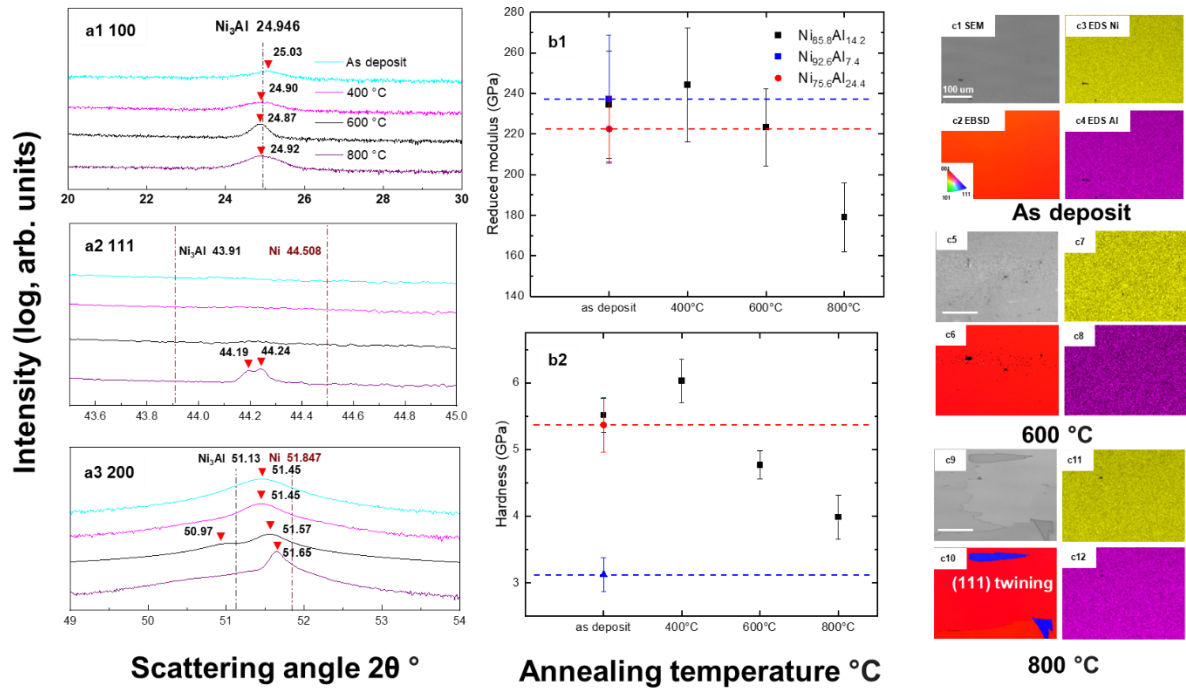 Intensity (log, arb. units)
a1 100
Ni₃Al 24.946
25.03
24.90
24.87
24.92
As deposit
400 °C
600 °C
800 °C
20 22 24 26 28 30
a2 111
Ni₃Al 43.91
Ni 44.508
44.19 44.24
43.6 43.8 44.0 44.2 44.4 44.6 44.8 45.0
a3 200
Ni₃Al 51.13
Ni 51.847
51.45
51.45
50.97
51.57
51.65
49 50 51 52 53 54
Scattering angle 2θ °
Reduced modulus (GPa)
280
260
240
220
200
180
160
140
b1
Ni₈₅.₈Al₁₄.₂
Ni₉₂.₆Al₇.₄
Ni₇₅.₆Al₂₄.₄
as deposit 400°C 600°C 800°C
Hardness (GPa)
6
5
4
3
b2
as deposit 400°C 600°C 800°C
Annealing temperature °C
c1 SEM
100 um
c3 EDS Ni
c2 EBSD
101
111
c4 EDS Al
As deposit
c5
c7
c6
c8
600 °C
c9
c11
c10
(111) twining
c12
800 °C